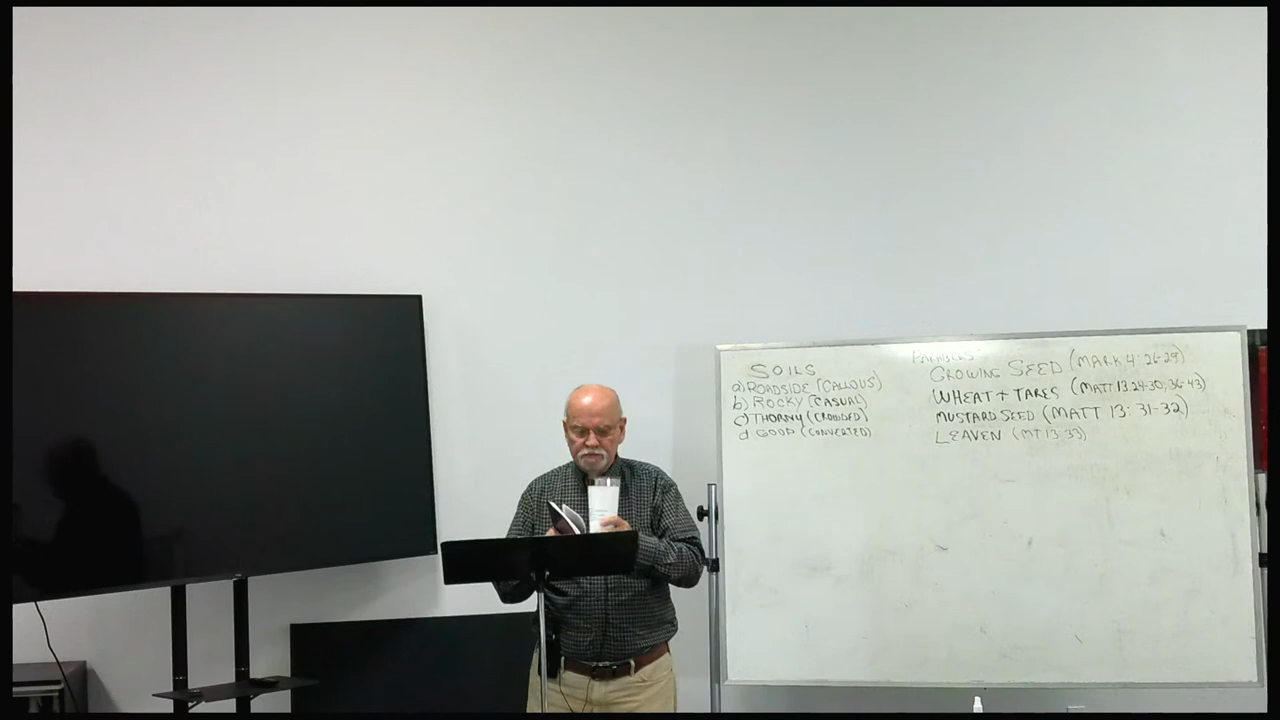 SOILS
a) ROADSIDE (CALLOUS)
b) ROCKY (CASUAL)
c) THORNY (CROWDED)
d GOOD (CONVERTED)
PARABLES
GROWING SEED (MARK 4:26-29)
WHEAT + TARES (MATT 13:24-30; 36-43)
MUSTARD SEED (MATT 13:31-32)
LEAVEN (MT 13:33)